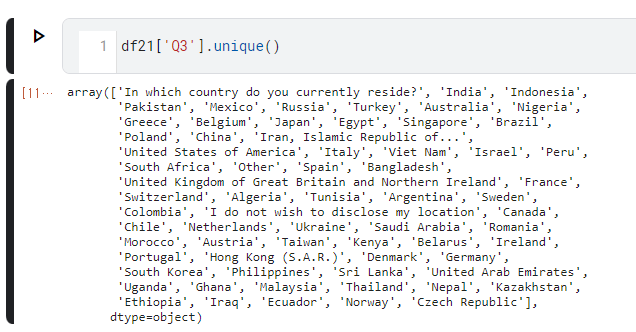 1 df21['Q3'].unique()
[11... array(['In which country do you currently reside?', 'India', 'Indonesia',
'Pakistan', 'Mexico', 'Russia', 'Turkey', 'Australia', 'Nigeria',
'Greece', 'Belgium', 'Japan', 'Egypt', 'Singapore', 'Brazil',
'Poland', 'China', 'Iran, Islamic Republic of...',
'United States of America', 'Italy', 'Viet Nam', 'Israel', 'Peru',
'South Africa', 'Other', 'Spain', 'Bangladesh',
'United Kingdom of Great Britain and Northern Ireland', 'France',
'Switzerland', 'Algeria', 'Tunisia', 'Argentina', 'Sweden',
'Colombia', 'I do not wish to disclose my location', 'Canada',
'Chile', 'Netherlands', 'Ukraine', 'Saudi Arabia', 'Romania',
'Morocco', 'Austria', 'Taiwan', 'Kenya', 'Belarus', 'Ireland',
'Portugal', 'Hong Kong (S.A.R.)', 'Denmark', 'Germany',
'South Korea', 'Philippines', 'Sri Lanka', 'United Arab Emirates',
'Uganda', 'Ghana', 'Malaysia', 'Thailand', 'Nepal', 'Kazakhstan',
'Ethiopia', 'Iraq', 'Ecuador', 'Norway', 'Czech Republic'],
dtype=object)